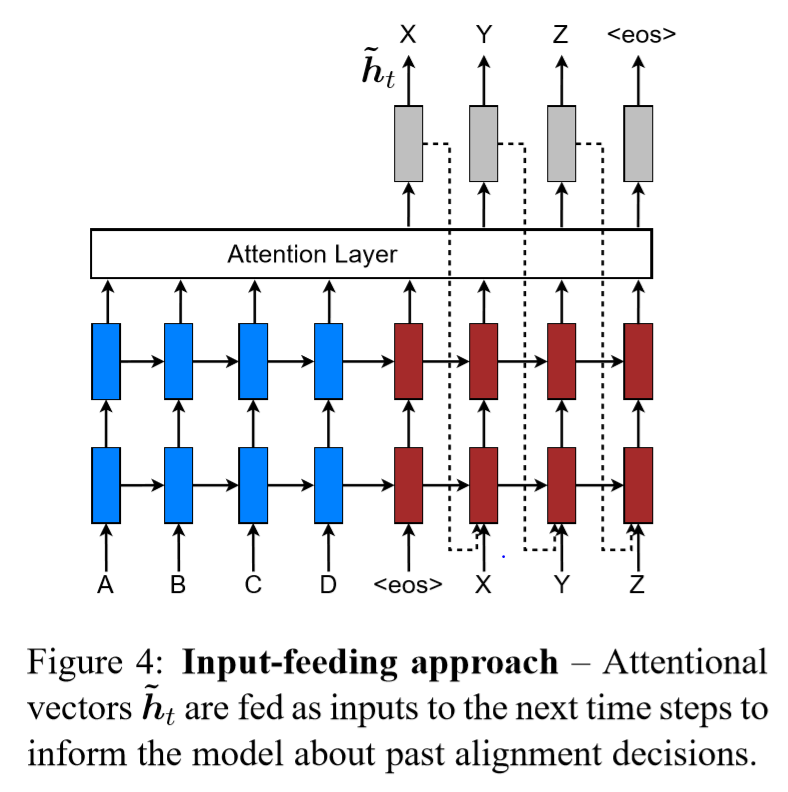 X Y Z <eos>
h̃ₜ
Attention Layer
A B C D <eos> X Y Z
Figure 4: Input-feeding approach – Attentional
vectors h̃ₜ are fed as inputs to the next time steps to
inform the model about past alignment decisions.